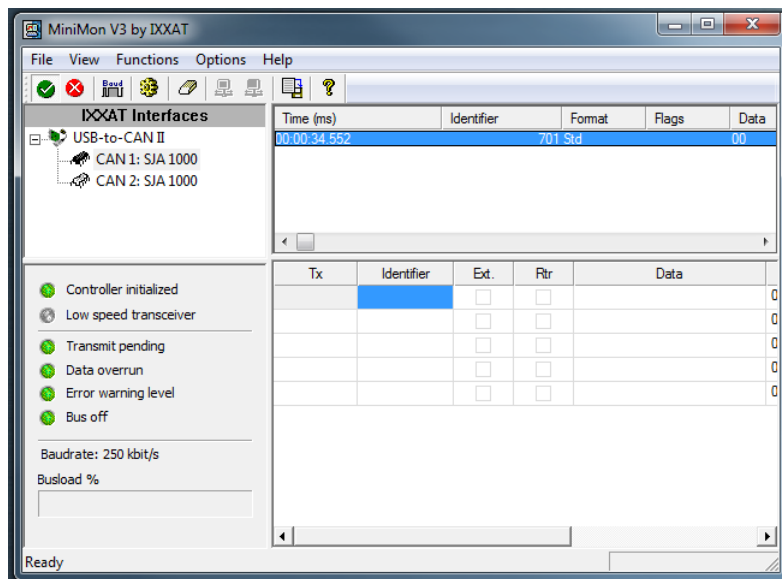 MiniMon V3 by IXXAT
File View Functions Options Help
Baud
IXXAT Interfaces
USB-to-CAN II
CAN 1: SJA 1000
CAN 2: SJA 1000
Time (ms) Identifier Format Flags Data
00:00:34.552 701 Std 00
Controller initialized
Low speed transceiver
Transmit pending
Data overrun
Error warning level
Bus off
Baudrate: 250 kbit/s
Busload %
Tx Identifier Ext. Rtr Data
0
0
0
0
0
Ready